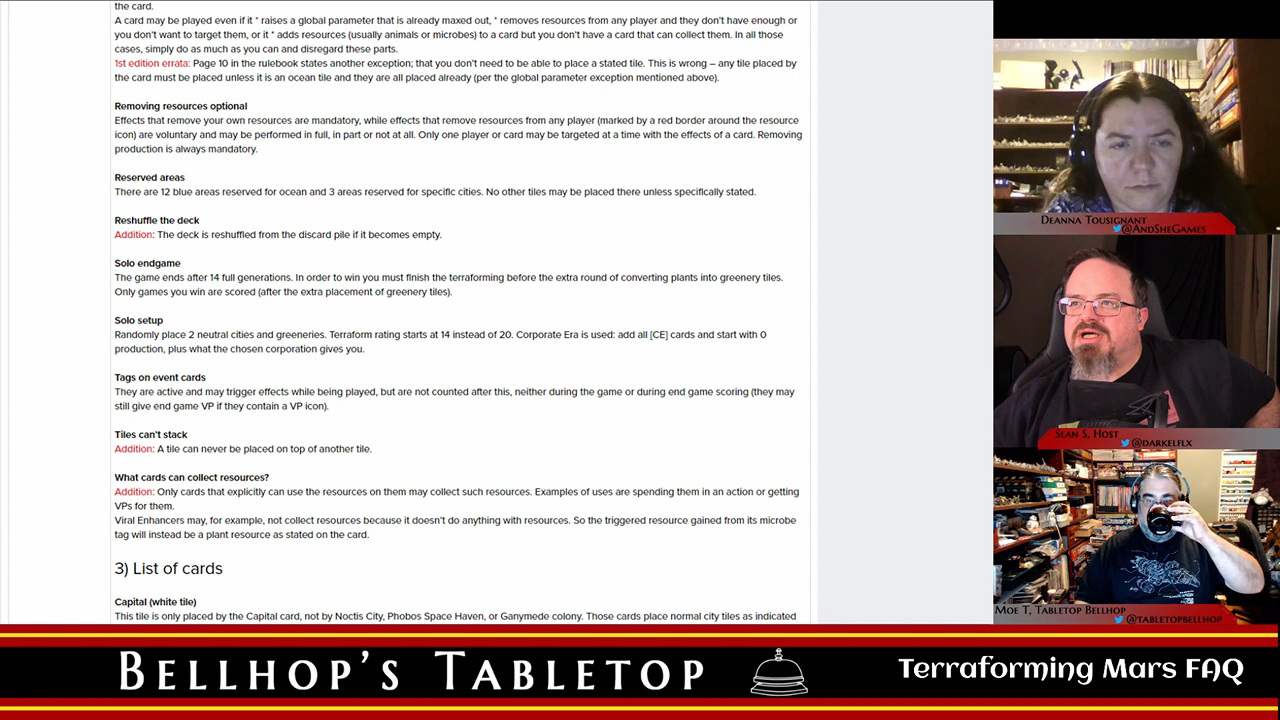 the card.
A card may be played even if it * raises a global parameter that is already maxed out, * removes resources from any player and they don't have enough or
you don't want to target them, or it * adds resources (usually animals or microbes) to a card but you don't have a card that can collect them. In all those
cases, simply do as much as you can and disregard these parts.
1st edition errata: Page 10 in the rulebook states another exception; that you don't need to be able to place a stated tile. This is wrong – any tile placed by
the card must be placed unless it is an ocean tile and they are all placed already (per the global parameter exception mentioned above).
Removing resources optional
Effects that remove your own resources are mandatory, while effects that remove resources from any player (marked by a red border around the resource
icon) are voluntary and may be performed in full, in part or not at all. Only one player or card may be targeted at a time with the effects of a card. Removing
production is always mandatory.
Reserved areas
There are 12 blue areas reserved for ocean and 3 areas reserved for specific cities. No other tiles may be placed there unless specifically stated.
Reshuffle the deck
Addition: The deck is reshuffled from the discard pile if it becomes empty.
Solo endgame
The game ends after 14 full generations. In order to win you must finish the terraforming before the extra round of converting plants into greenery tiles.
Only games you win are scored (after the extra placement of greenery tiles).
Solo setup
Randomly place 2 neutral cities and greeneries. Terraform rating starts at 14 instead of 20. Corporate Era is used: add all [CE] cards and start with 0
production, plus what the chosen corporation gives you.
Tags on event cards
They are active and may trigger effects while being played, but are not counted after this, neither during the game or during end game scoring (they may
still give end game VP if they contain a VP icon).
Tiles can't stack
Addition: A tile can never be placed on top of another tile.
What cards can collect resources?
Addition: Only cards that explicitly can use the resources on them may collect such resources. Examples of uses are spending them in an action or getting
VPs for them.
Viral Enhancers may, for example, not collect resources because it doesn't do anything with resources. So the triggered resource gained from its microbe
tag will instead be a plant resource as stated on the card.
3) List of cards
Capital (white tile)
This tile is only placed by the Capital card, not by Noctis City, Phobos Space Haven, or Ganymede colony. Those cards place normal city tiles as indicated
Deanna Tousignant
@AndSheGames
Sean S, Host
@darkelflx
Moe T, Tabletop Bellhop
@tabletopbellhop
Bellhop's Tabletop
Terraforming Mars FAQ